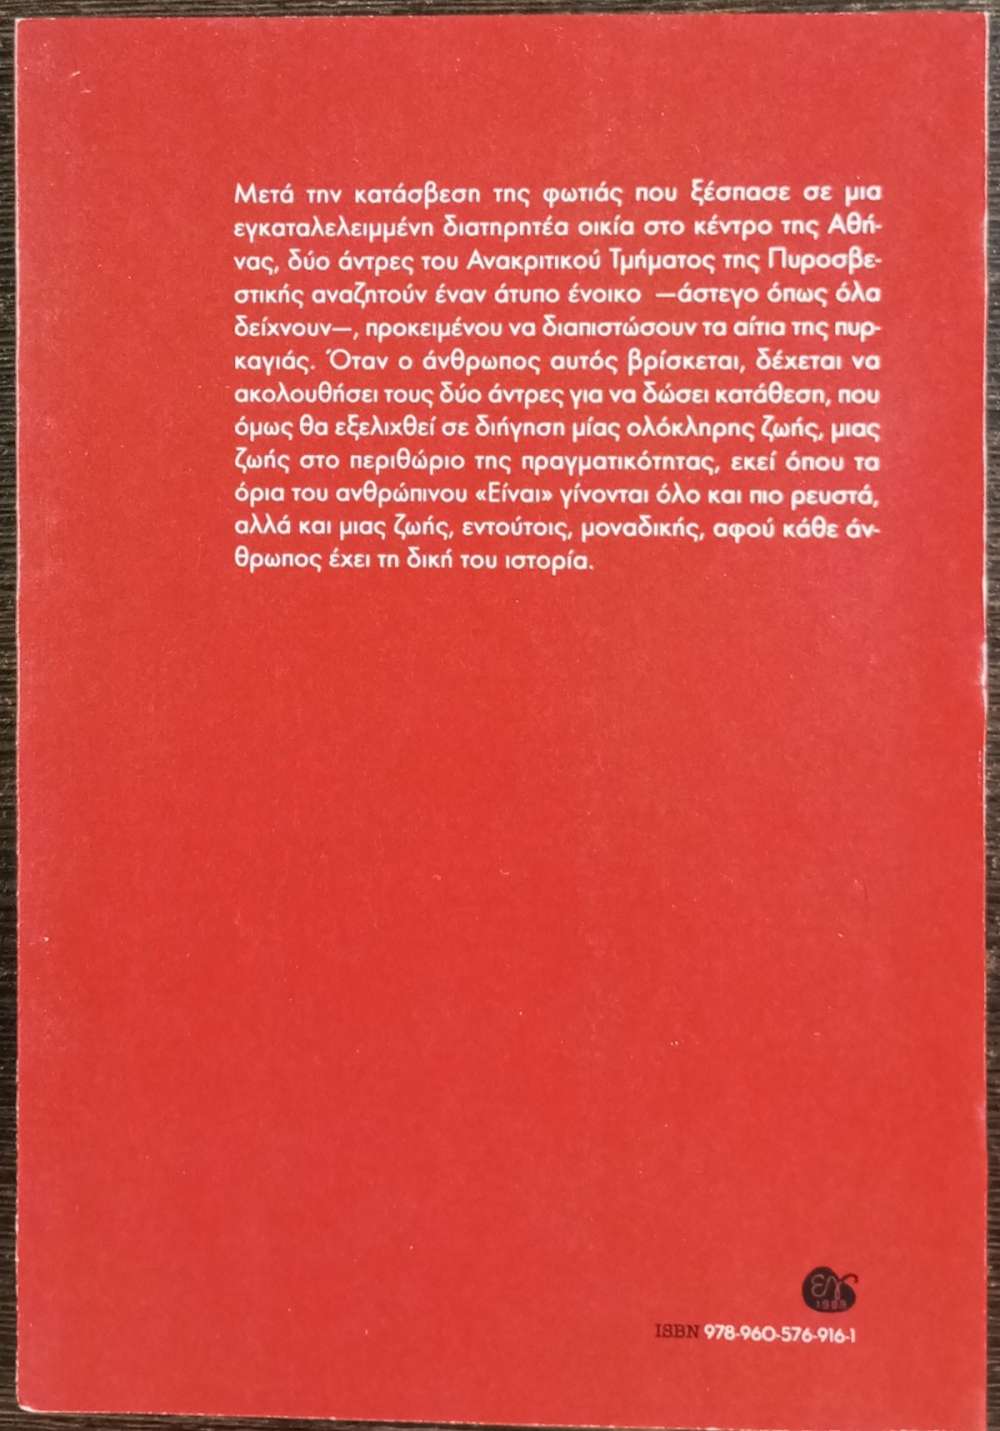 Μετά την κατάσβεση της φωτιάς που ξέσπασε σε μια
εγκαταλελειμμένη διατηρητέα οικία στο κέντρο της Αθή-
νας, δύο άντρες του Ανακριτικού Τμήματος της Πυροσβε-
στικής αναζητούν έναν άτυπο ένοικο —άστεγο όπως όλα
δείχνουν—, προκειμένου να διαπιστώσουν τα αίτια της πυρ-
καγιάς. Όταν ο άνθρωπος αυτός βρίσκεται, δέχεται να
ακολουθήσει τους δύο άντρες για να δώσει κατάθεση, που
όμως θα εξελιχθεί σε διήγηση μίας ολόκληρης ζωής, μιας
ζωής στο περιθώριο της πραγματικότητας, εκεί όπου τα
όρια του ανθρώπινου «Είναι» γίνονται όλο και πιο ρευστά,
αλλά και μιας ζωής, εντούτοις, μοναδικής, αφού κάθε άν-
θρωπος έχει τη δική του ιστορία.
ISBN 978-960-576-916-1